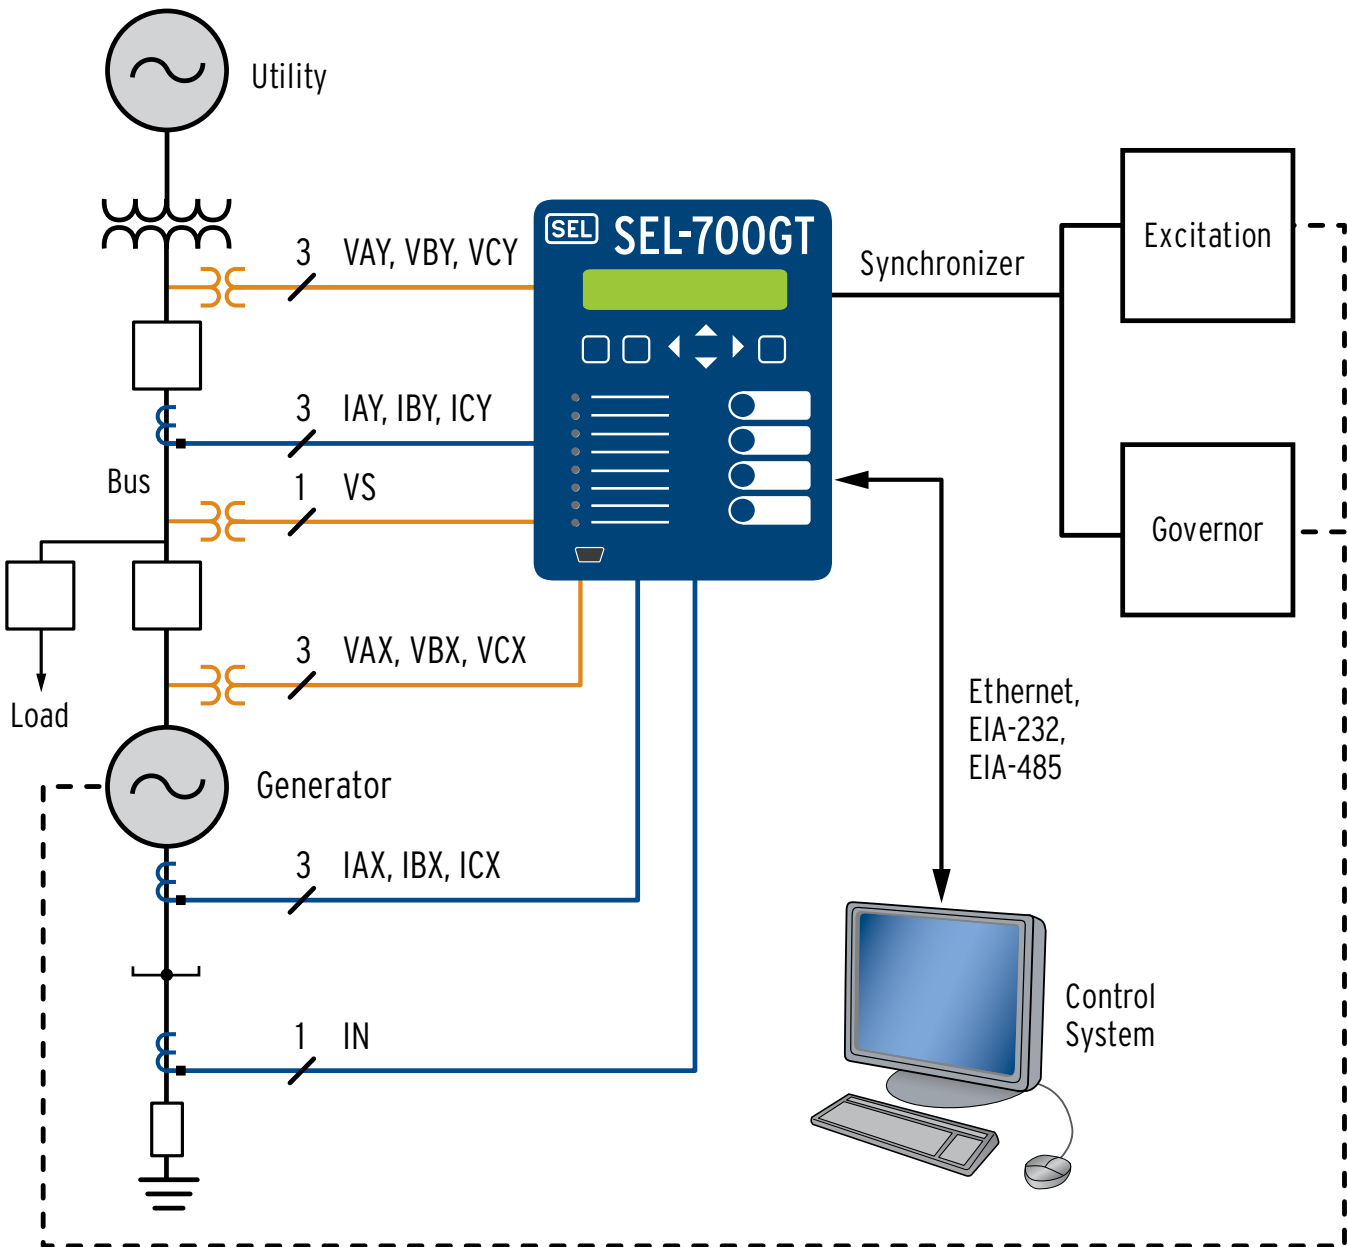 Utility
SEL SEL-700GT
3 VAY, VBY, VCY
Synchronizer
Excitation
3 IAY, IBY, ICY
Bus
1 VS
Governor
3 VAX, VBX, VCX
Load
Ethernet,
EIA-232,
EIA-485
Generator
3 IAX, IBX, ICX
Control
System
1 IN